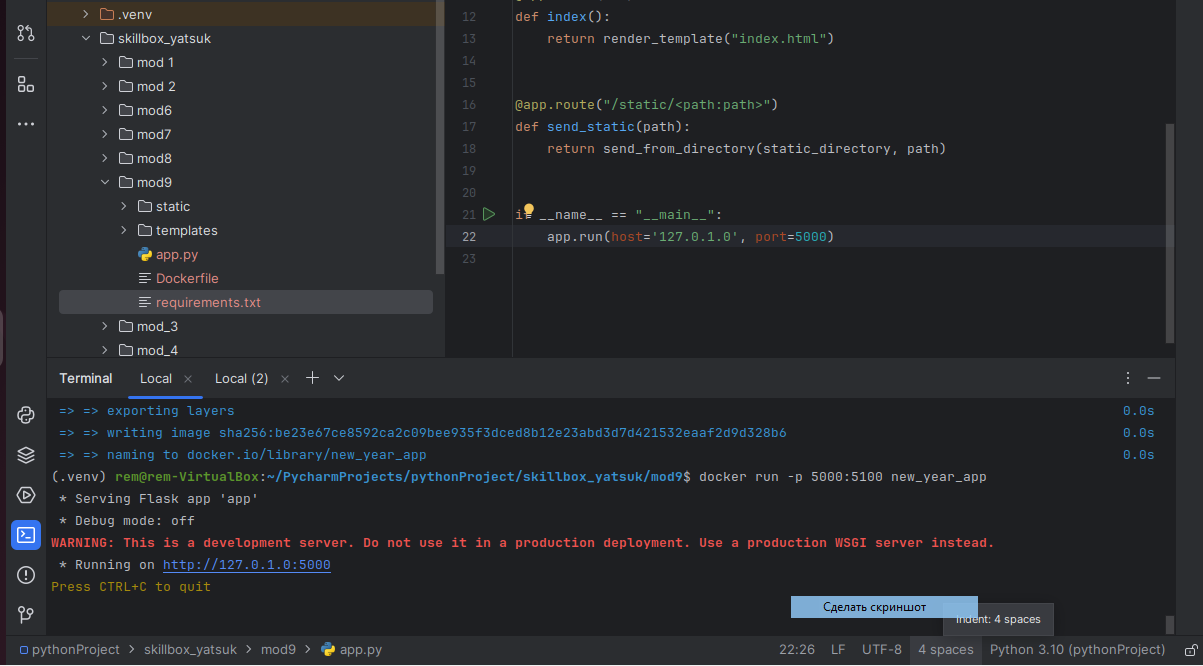 .venv
skillbox_yatsuk
mod 1
mod 2
mod6
mod7
mod8
mod9
static
templates
app.py
Dockerfile
requirements.txt
mod_3
mod_4
12 def index():
13 return render_template("index.html")
14
15
16 @app.route("/static/<path:path>")
17 def send_static(path):
18 return send_from_directory(static_directory, path)
19
20
21 if __name__ == "__main__":
22 app.run(host='127.0.1.0', port=5000)
23
Terminal Local × Local (2) ×
=> => exporting layers 0.0s
=> => writing image sha256:be23e67ce8592ca2c09bee935f3dced8b12e23abd3d7d421532eaaf2d9d328b6 0.0s
=> => naming to docker.io/library/new_year_app 0.0s
(.venv) rem@rem-VirtualBox:~/PycharmProjects/pythonProject/skillbox_yatsuk/mod9$ docker run -p 5000:5100 new_year_app
* Serving Flask app 'app'
* Debug mode: off
WARNING: This is a development server. Do not use it in a production deployment. Use a production WSGI server instead.
* Running on http://127.0.1.0:5000
Press CTRL+C to quit
Сделать скриншот
Indent: 4 spaces
pythonProject > skillbox_yatsuk > mod9 > app.py 22:26 LF UTF-8 4 spaces Python 3.10 (pythonProject)